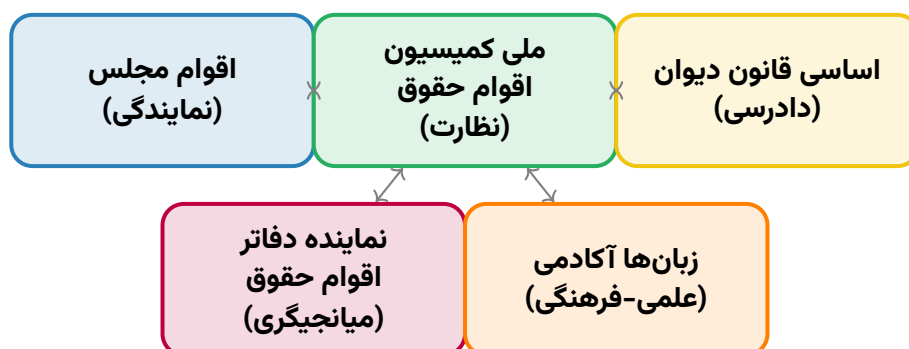 اساسی قانون دیوان
(دادرسی)
ملی کمیسیون
اقوام حقوق
(نظارت)
اقوام مجلس
(نمایندگی)
زبان‌ها آکادمی
(علمی-فرهنگی)
نماینده دفاتر
اقوام حقوق
(میانجیگری)